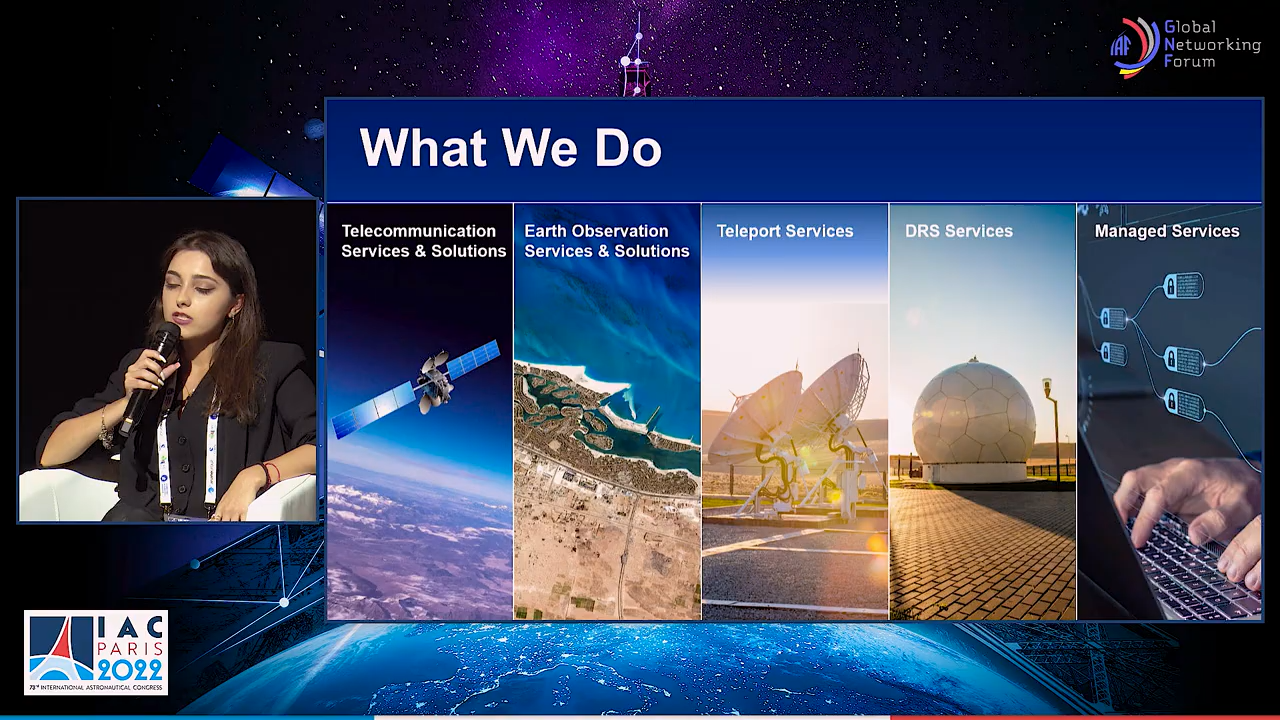 Global
Networking
Forum
IAF
What We Do
Telecommunication
Services & Solutions
Earth Observation
Services & Solutions
Teleport Services
DRS Services
Managed Services
IAC
PARIS
2022
73rd INTERNATIONAL ASTRONAUTICAL CONGRESS